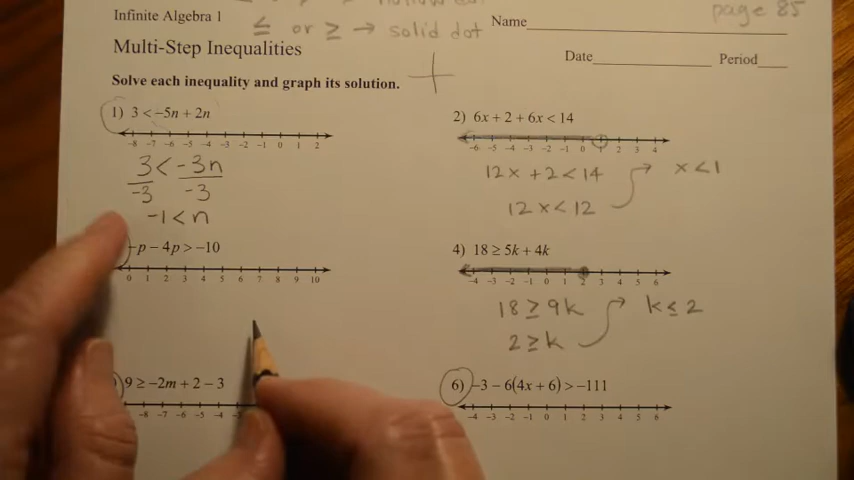 page 85
Infinite Algebra 1
≤ or ≥ → solid dot
Name
Multi-Step Inequalities
Date Period
Solve each inequality and graph its solution.
1) 3 < −5n + 2n
-8 -7 -6 -5 -4 -3 -2 -1 0 1 2
3 < -3n
-3 -3
-1 < n
2) 6x + 2 + 6x < 14
-6 -5 -4 -3 -2 -1 0 1 2 3 4
12x + 2 < 14
12x < 12
x < 1
−p − 4p > −10
0 1 2 3 4 5 6 7 8 9 10
4) 18 ≥ 5k + 4k
-4 -3 -2 -1 0 1 2 3 4 5 6
18 ≥ 9k
2 ≥ k
k ≤ 2
9 ≥ −2m + 2 − 3
-8 -7 -6 -5 -4
6) −3 − 6(4x + 6) > −111
-4 -3 -2 -1 0 1 2 3 4 5 6